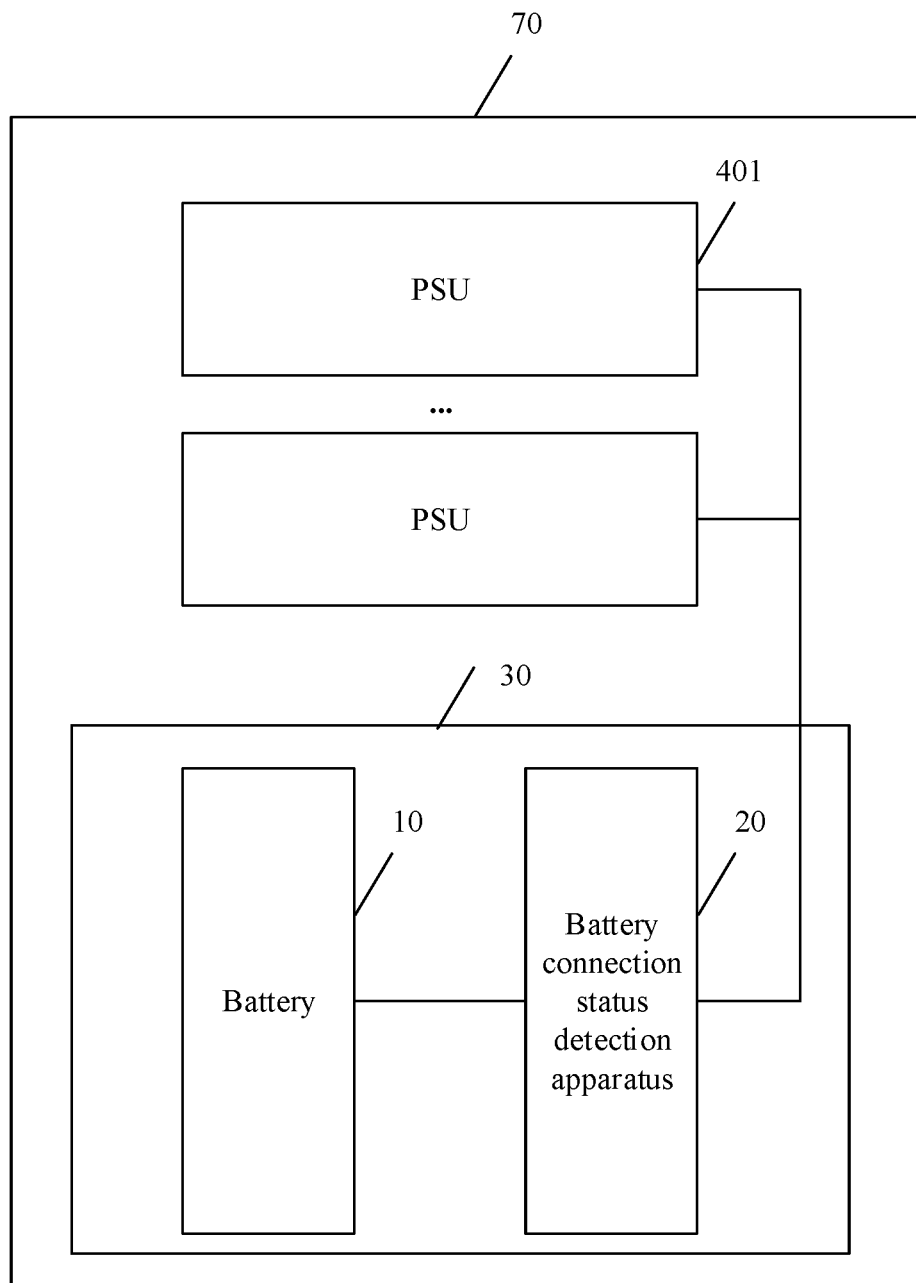 70
401
PSU
...
PSU
30
10
20
Battery
Battery
connection
status
detection
apparatus